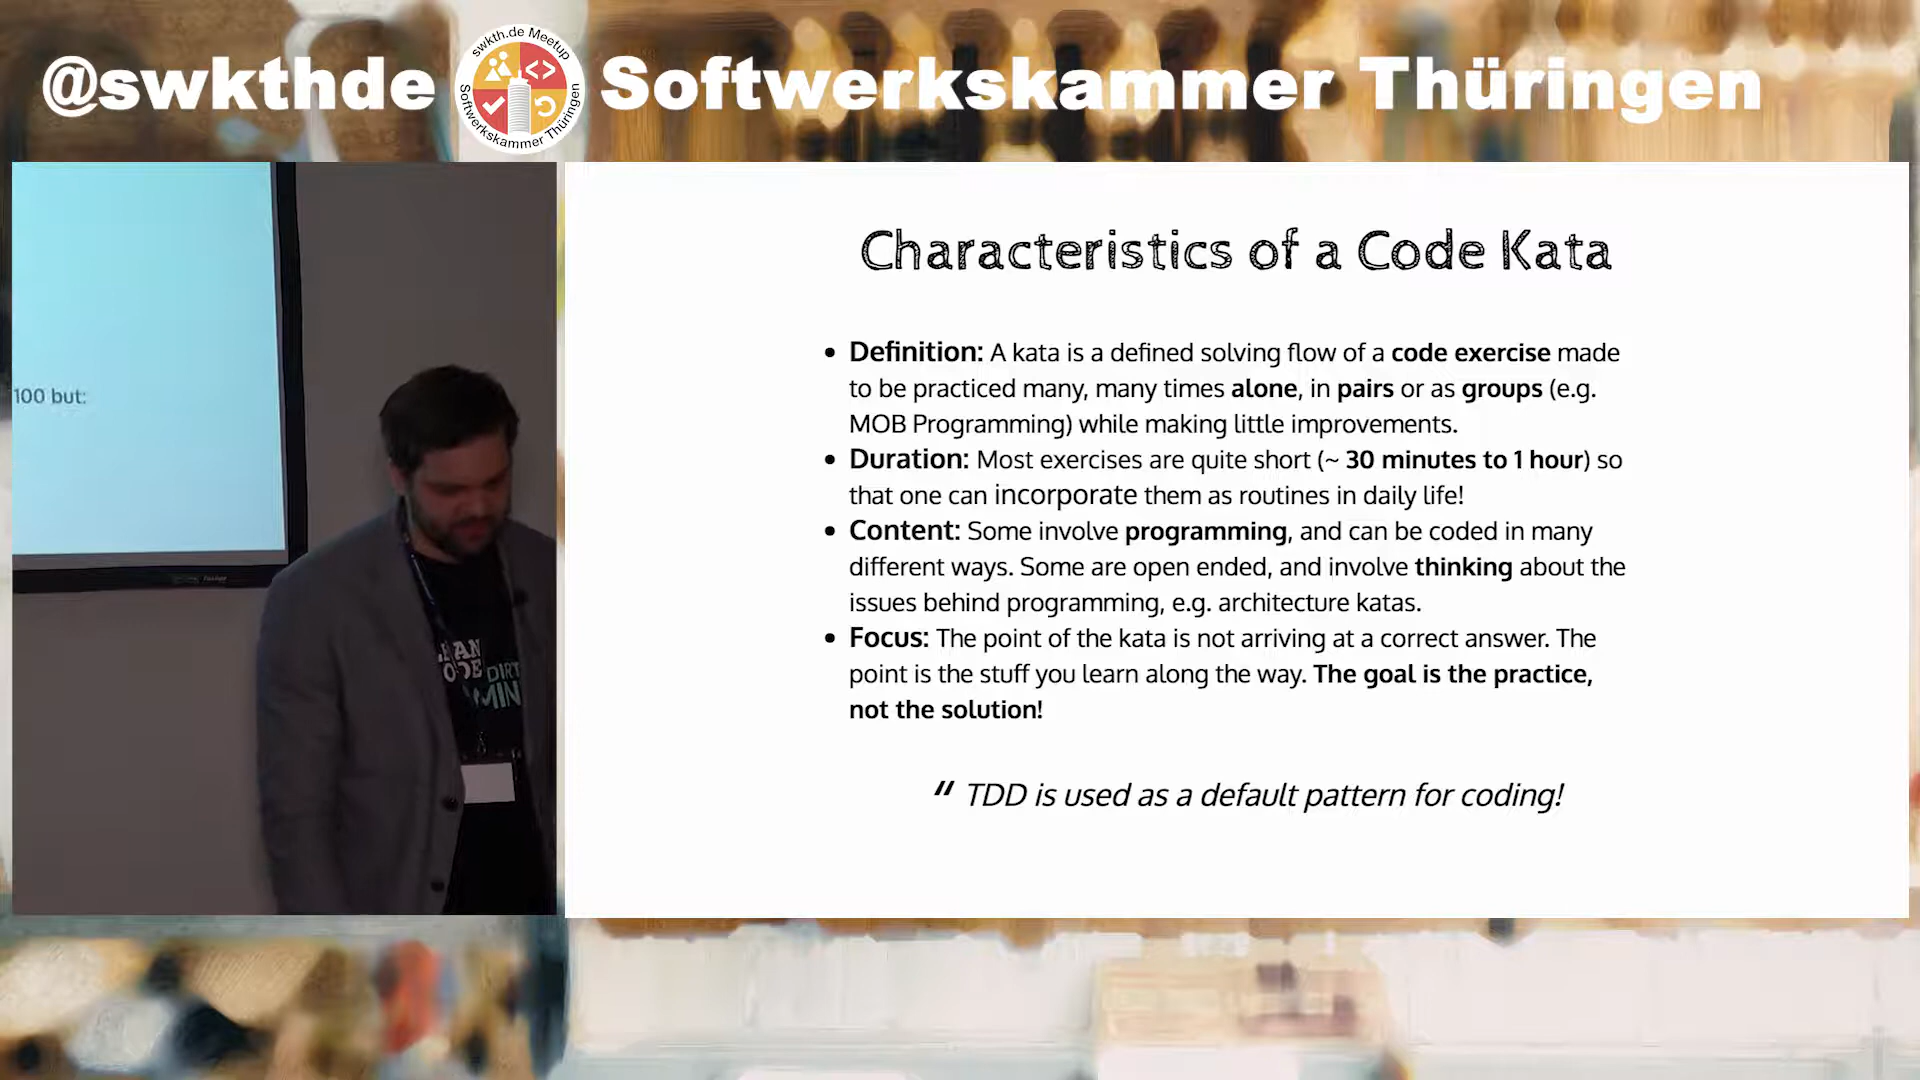 @swkthde
swkth.de Meetup
Softwerkskammer Thüringen
Softwerkskammer Thüringen
100 but:
DIRT
MIN
Characteristics of a Code Kata
• Definition: A kata is a defined solving flow of a code exercise made
to be practiced many, many times alone, in pairs or as groups (e.g.
MOB Programming) while making little improvements.
• Duration: Most exercises are quite short (~ 30 minutes to 1 hour) so
that one can incorporate them as routines in daily life!
• Content: Some involve programming, and can be coded in many
different ways. Some are open ended, and involve thinking about the
issues behind programming, e.g. architecture katas.
• Focus: The point of the kata is not arriving at a correct answer. The
point is the stuff you learn along the way. The goal is the practice,
not the solution!
“ TDD is used as a default pattern for coding!